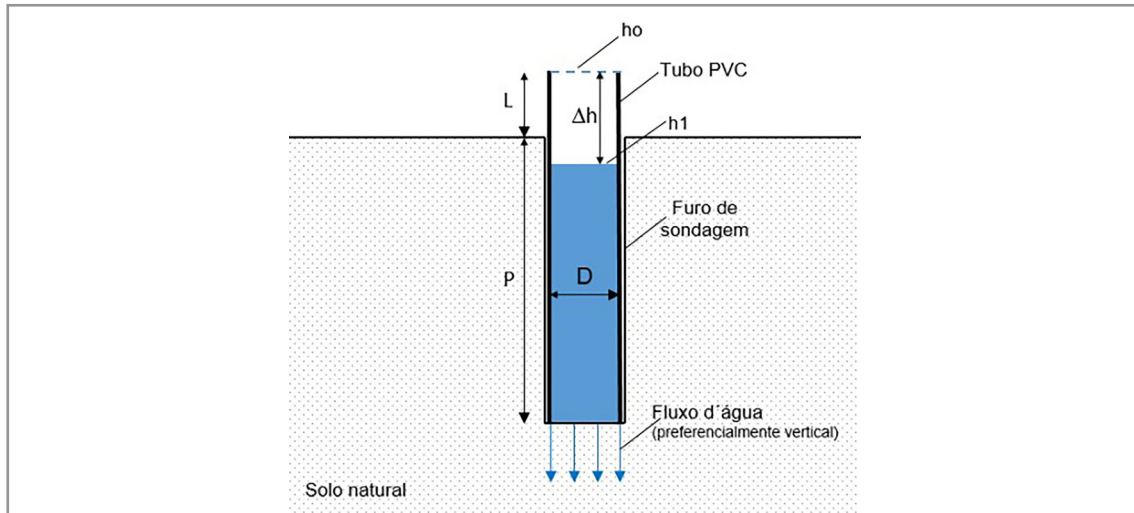 ho
Tubo PVC
L
Δh
h1
Furo de
sondagem
P
D
Fluxo d´água
(preferencialmente vertical)
Solo natural